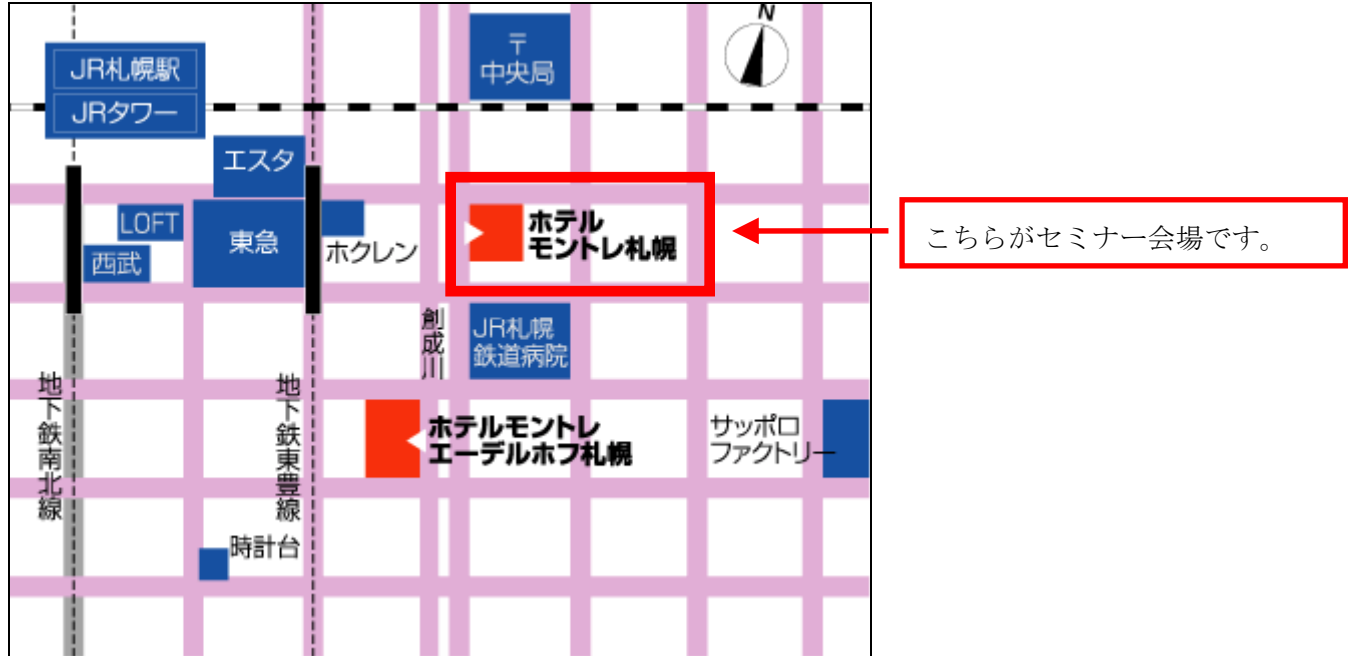 N
JR札幌駅
JRタワー
〒
中央局
エスタ
LOFT
西武
東急
ホクレン
ホテル
モントレ札幌
こちらがセミナー会場です。
創成川
JR札幌
鉄道病院
地下鉄南北線
地下鉄東豊線
ホテルモントレ
エーデルホフ札幌
サッポロ
ファクトリー
時計台